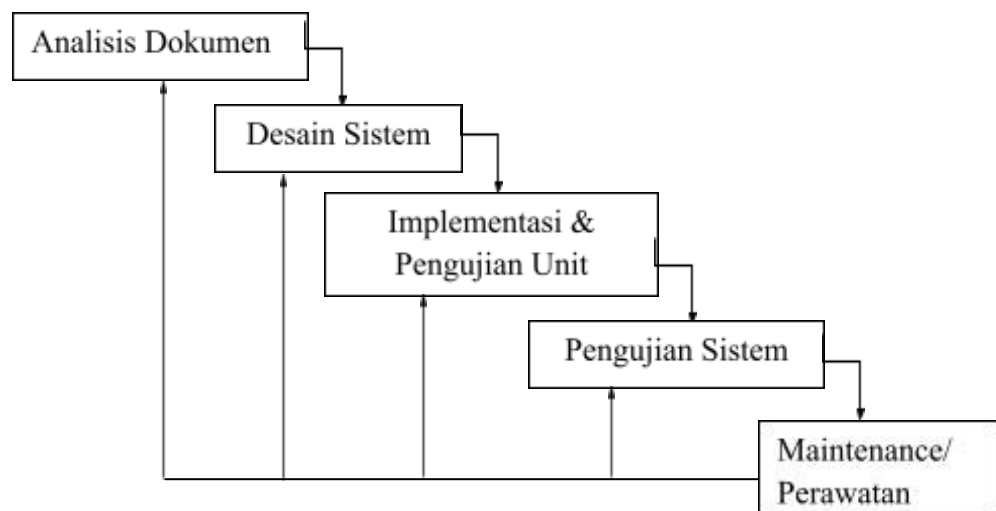 Analisis Dokumen
Desain Sistem
Implementasi &
Pengujian Unit
Pengujian Sistem
Maintenance/
Perawatan